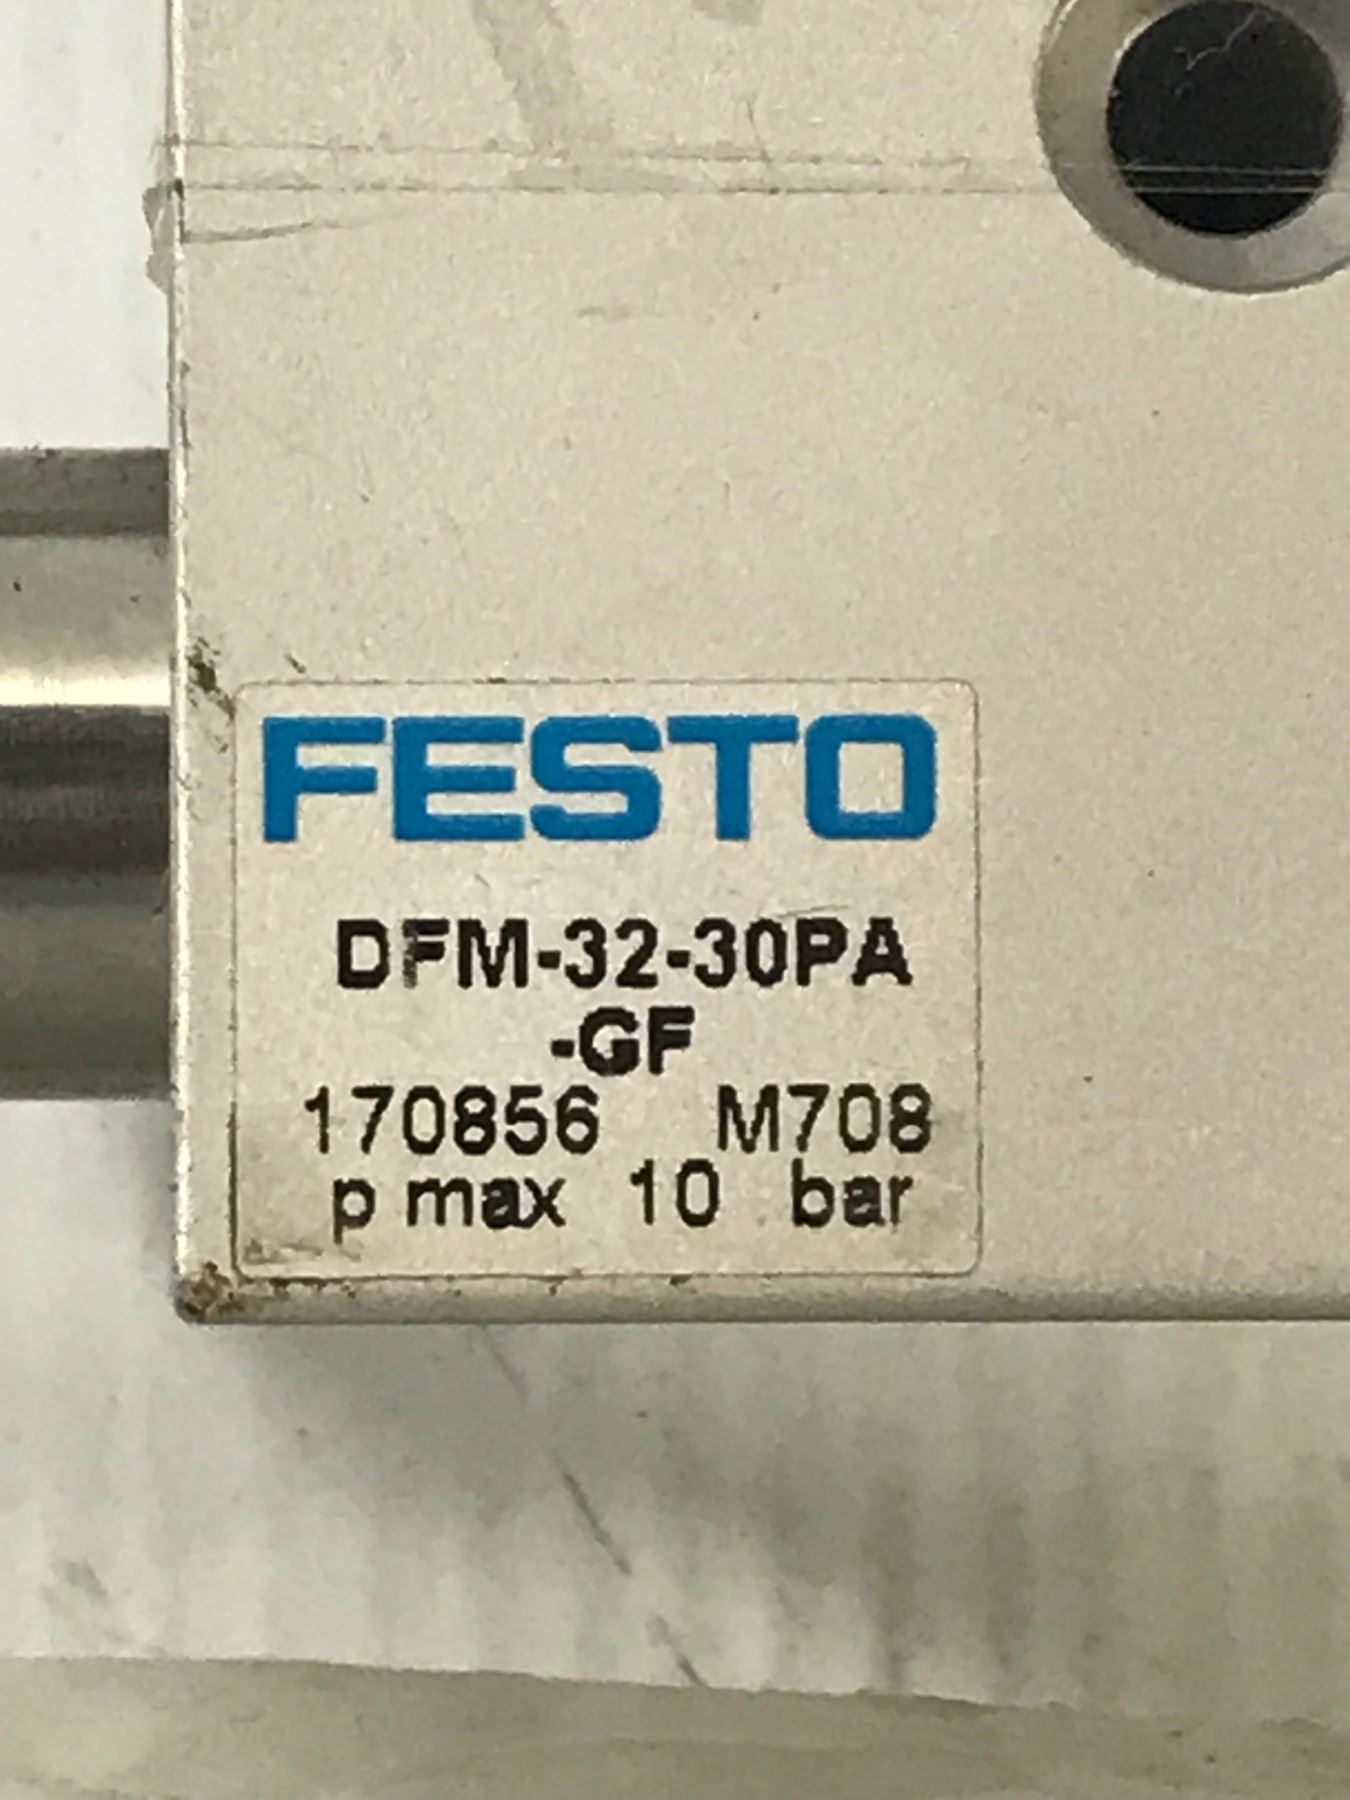 FESTO
DFM-32-30PA
-GF
170856 M708
p max 10 bar